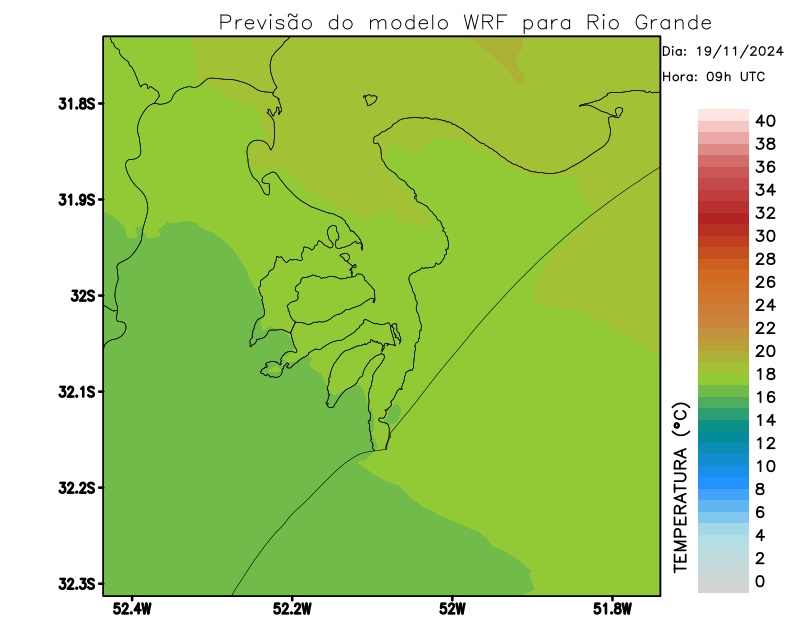 Previsão do modelo WRF para Rio Grande
Dia: 19/11/2024
Hora: 09h UTC
31.8S
31.9S
32S
32.1S
32.2S
32.3S
52.4W
52.2W
52W
51.8W
TEMPERATURA (°C)
40
38
36
34
32
30
28
26
24
22
20
18
16
14
12
10
8
6
4
2
0